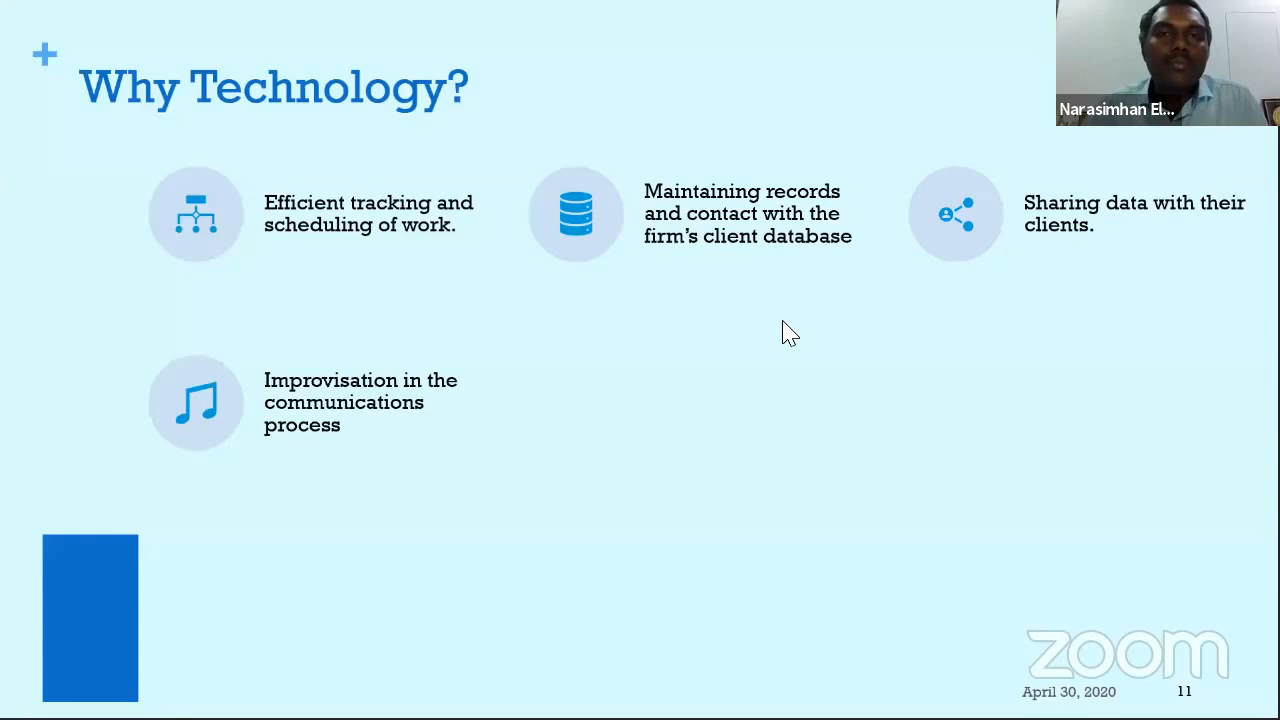 Why Technology?
Narasimhan El...
Efficient tracking and
scheduling of work.
Maintaining records
and contact with the
firm's client database
Sharing data with their
clients.
Improvisation in the
communications
process
zoom
April 30, 2020
11